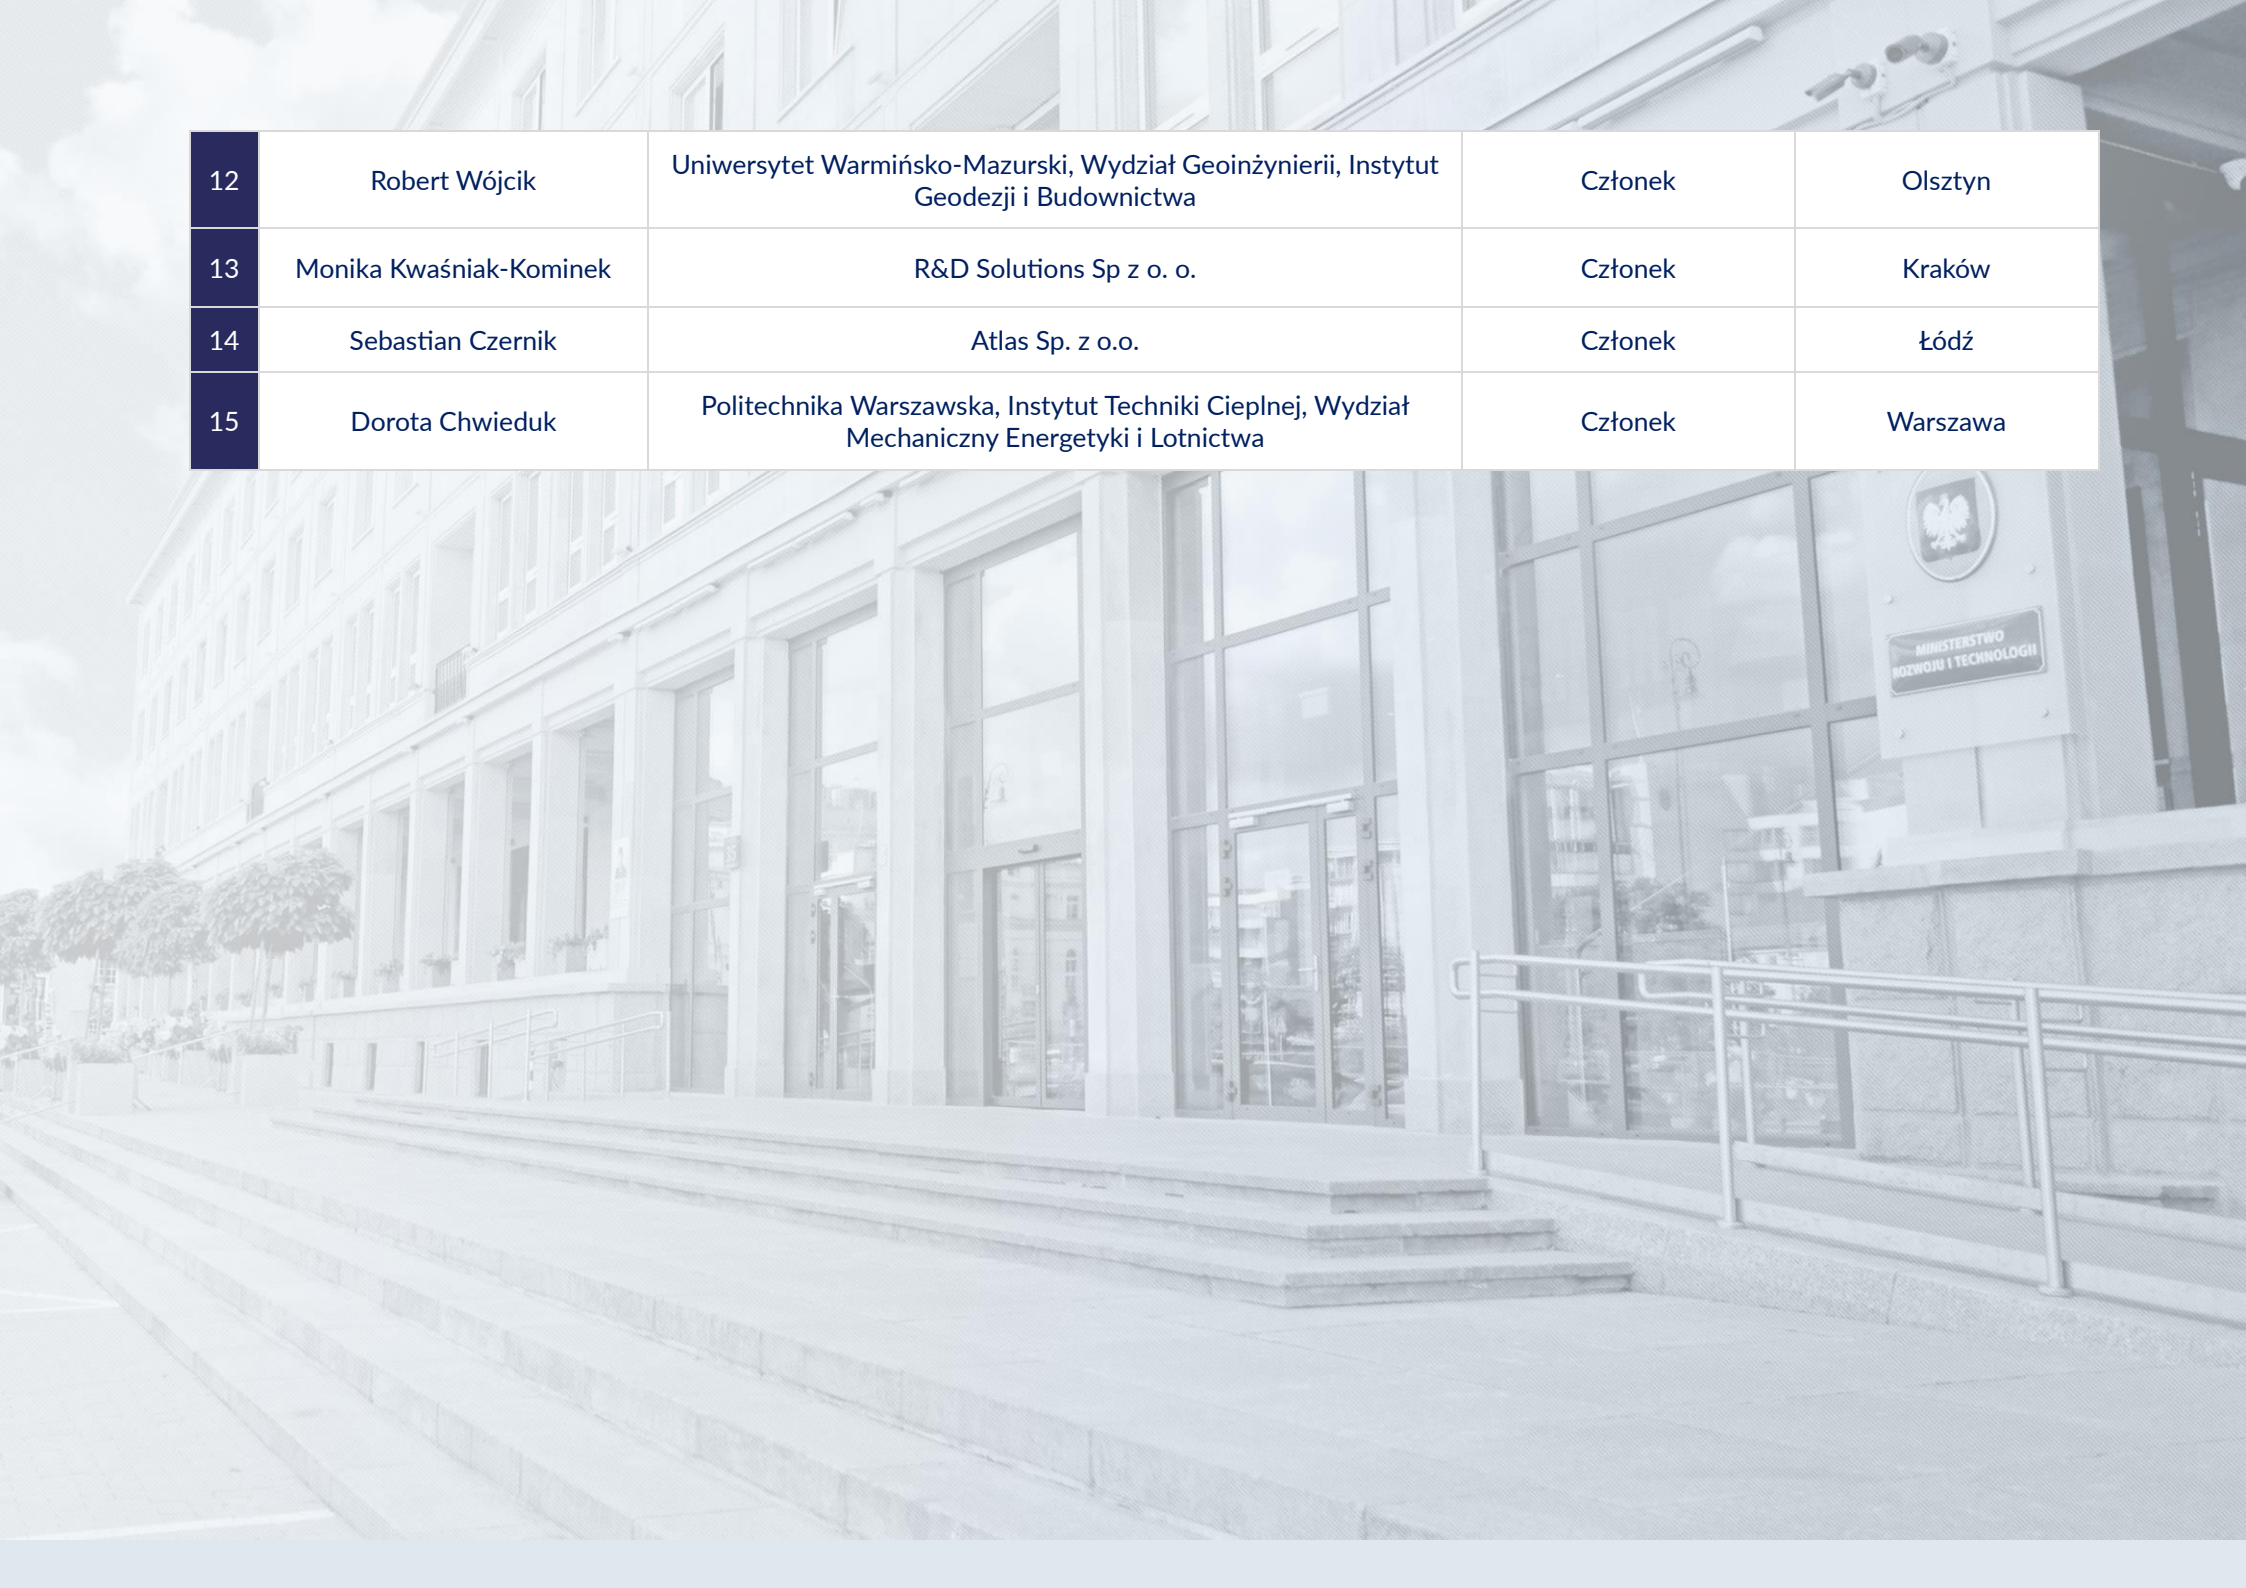 12 Robert Wójcik Uniwersytet Warmińsko-Mazurski, Wydział Geoinżynierii, Instytut Geodezji i Budownictwa Członek Olsztyn
13 Monika Kwaśniak-Kominek R&D Solutions Sp z o. o. Członek Kraków
14 Sebastian Czernik Atlas Sp. z o.o. Członek Łódź
15 Dorota Chwieduk Politechnika Warszawska, Instytut Techniki Cieplnej, Wydział Mechaniczny Energetyki i Lotnictwa Członek Warszawa
MINISTERSTWO
ROZWOJU I TECHNOLOGII